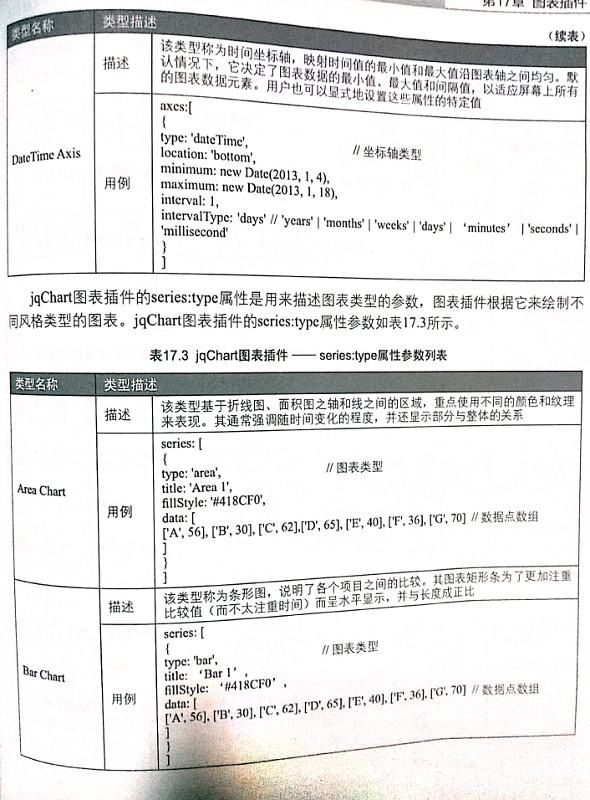 第17章 图表插件
（续表）
类型名称 类型描述
DateTime Axis
描述
该类型称为时间坐标轴，映射时间值的最小值和最大值沿图表轴之间均匀。默
认情况下，它决定了图表数据的最小值、最大值和间隔值，以适应屏幕上所有
的图表数据元素。用户也可以显式地设置这些属性的特定值
用例
axes:[
{
type: 'dateTime', // 坐标轴类型
location: 'bottom',
minimum: new Date(2013, 1, 4),
maximum: new Date(2013, 1, 18),
interval: 1,
intervalType: 'days' // 'years' | 'months' | 'weeks' | 'days' | ‘minutes’ | 'seconds' |
'millisecond'
}
]
jqChart图表插件的series:type属性是用来描述图表类型的参数，图表插件根据它来绘制不
同风格类型的图表。jqChart图表插件的series:type属性参数如表17.3所示。
表17.3 jqChart图表插件 —— series:type属性参数列表
类型名称 类型描述
Area Chart
描述
该类型基于折线图、面积图之轴和线之间的区域，重点使用不同的颜色和纹理
来表现。其通常强调随时间变化的程度，并还显示部分与整体的关系
用例
series: [
{
type: 'area', // 图表类型
title: 'Area 1',
fillStyle: '#418CF0',
data: [
['A', 56], ['B', 30], ['C', 62],['D', 65], ['E', 40], ['F', 36], ['G', 70] // 数据点数组
]
}
]
Bar Chart
描述
该类型称为条形图，说明了各个项目之间的比较。其图表矩形条为了更加注重
比较值（而不太注重时间）而呈水平显示，并与长度成正比
用例
series: [
{ // 图表类型
type: 'bar',
title: ‘Bar 1’,
fillStyle: ‘#418CF0’,
data: [
['A', 56], ['B', 30], ['C', 62], ['D', 65], ['E', 40], ['F', 36], ['G', 70] // 数据点数组
]
}
]